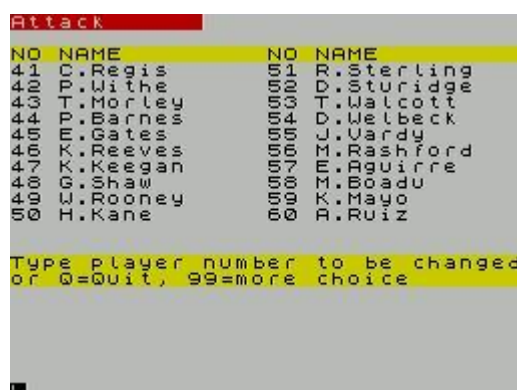 Attack
NO NAME NO NAME
41 C.Regis 51 R.Sterling
42 P.Withe 52 D.Sturidge
43 T.Morley 53 T.Walcott
44 P.Barnes 54 D.Welbeck
45 E.Gates 55 J.Vardy
46 K.Reeves 56 M.Rashford
47 K.Keegan 57 E.Aguirre
48 G.Shaw 58 M.Boadu
49 W.Rooney 59 K.Mayo
50 H.Kane 60 A.Ruiz
Type player number to be changed
or Q=Quit, 99=more choice